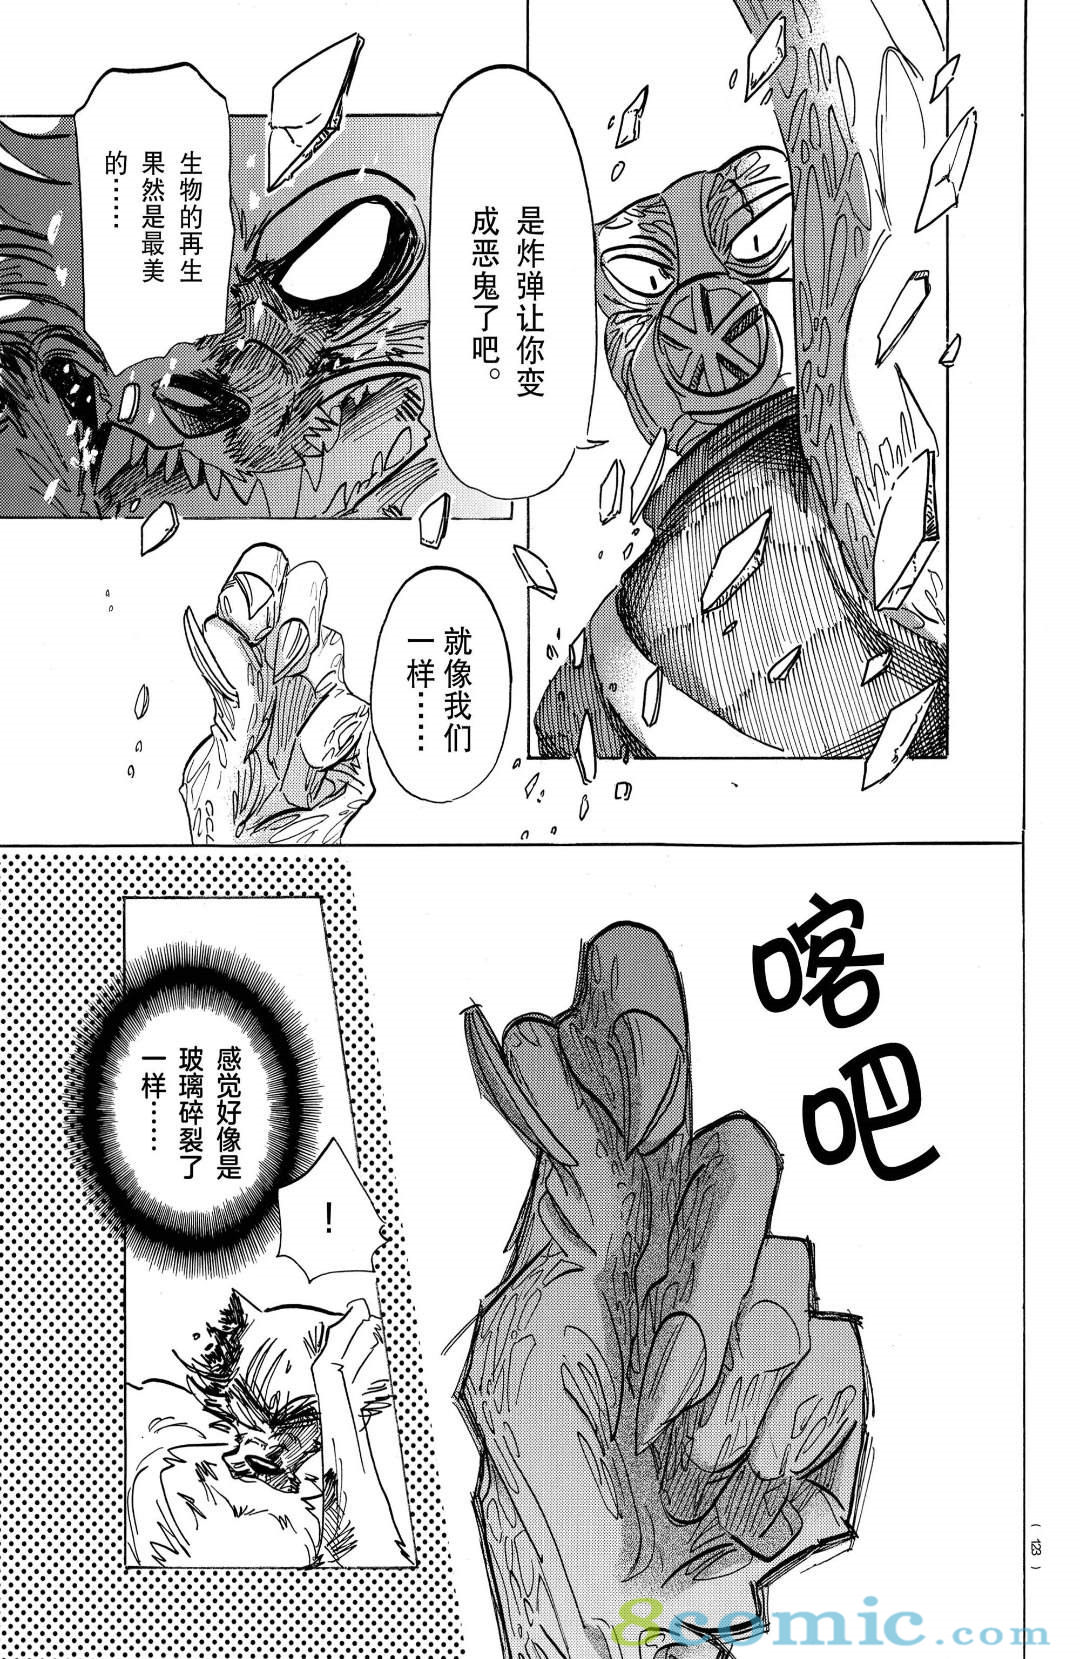 是炸弹让你变
成恶鬼了吧。
生物的再生
果然是最美
的……
就像我们
一样……
喀吧
！
感觉好像是
玻璃碎裂了
一样……
( 123 )
8comic.com